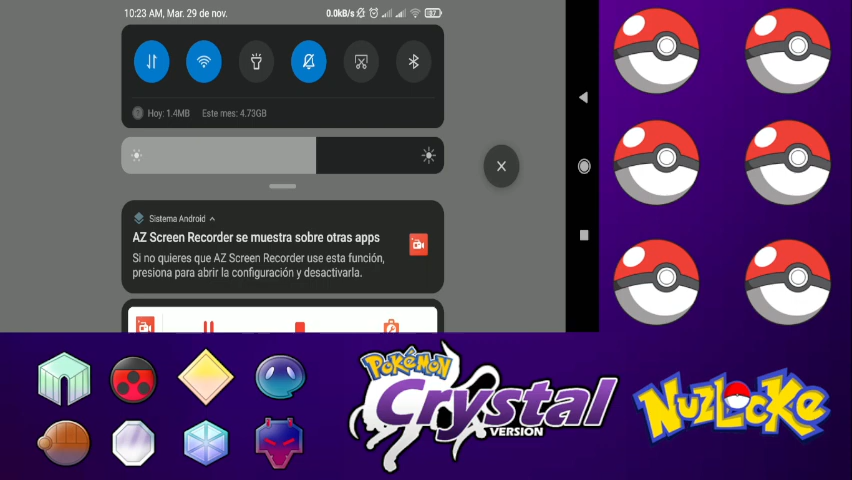 10:23 AM, Mar. 29 de nov.
0.0kB/s
67
Hoy: 1.4MB Este mes: 4.73GB
Sistema Android
AZ Screen Recorder se muestra sobre otras apps
Si no quieres que AZ Screen Recorder use esta función,
presiona para abrir la configuración y desactivarla.
POKéMON
Crystal
VERSION
NUZLOCKE